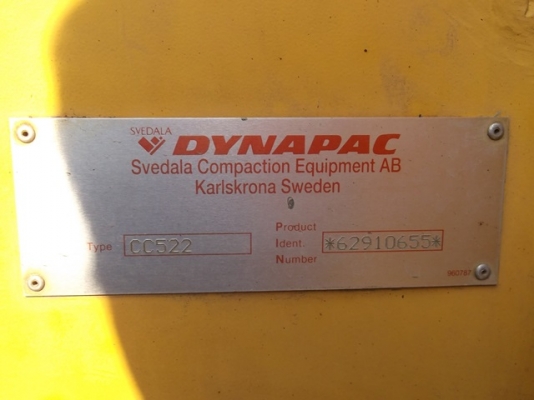 SVEDALA
DYNAPAC
Svedala Compaction Equipment AB
Karlskrona Sweden
Type CC522
Product
Ident
Number
*62910655*